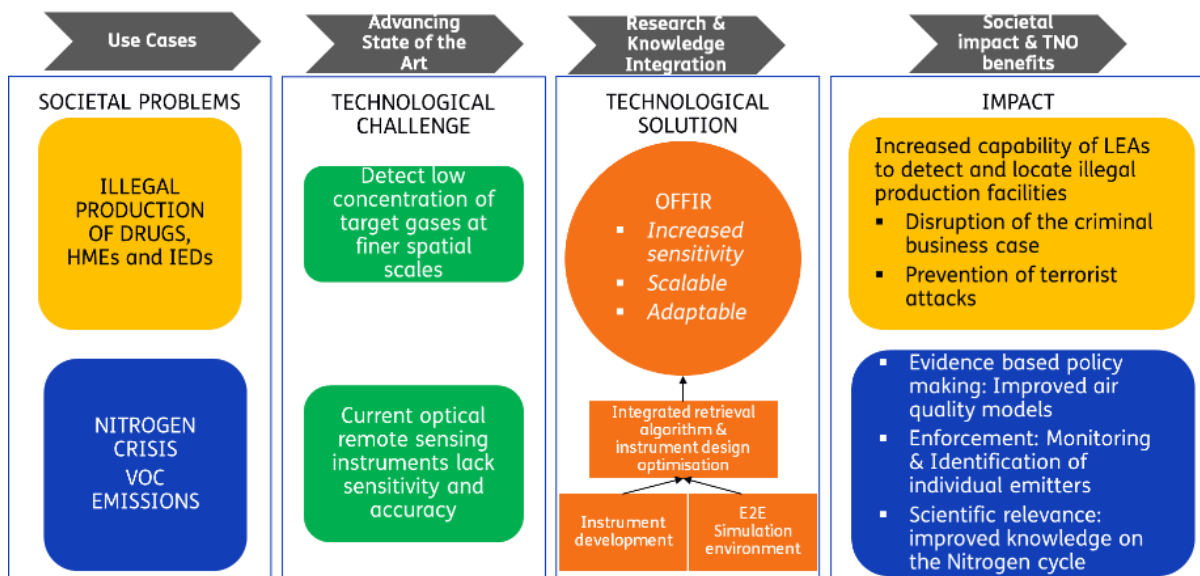 Use Cases
Advancing
State of the
Art
Research &
Knowledge
Integration
Societal
impact & TNO
benefits
SOCIETAL PROBLEMS
ILLEGAL
PRODUCTION
OF DRUGS,
HMEs and IEDs
NITROGEN
CRISIS
VOC
EMISSIONS
TECHNOLOGICAL
CHALLENGE
Detect low
concentration of
target gases at
finer spatial
scales
Current optical
remote sensing
instruments lack
sensitivity and
accuracy
TECHNOLOGICAL
SOLUTION
OFFIR
▪ Increased
sensitivity
▪ Scalable
▪ Adaptable
Integrated retrieval
algorithm &
instrument design
optimisation
Instrument
development
E2E
Simulation
environment
IMPACT
Increased capability of LEAs
to detect and locate illegal
production facilities
▪ Disruption of the criminal
business case
▪ Prevention of terrorist
attacks
▪ Evidence based policy
making: Improved air
quality models
▪ Enforcement: Monitoring
& Identification of
individual emitters
▪ Scientific relevance:
improved knowledge on
the Nitrogen cycle